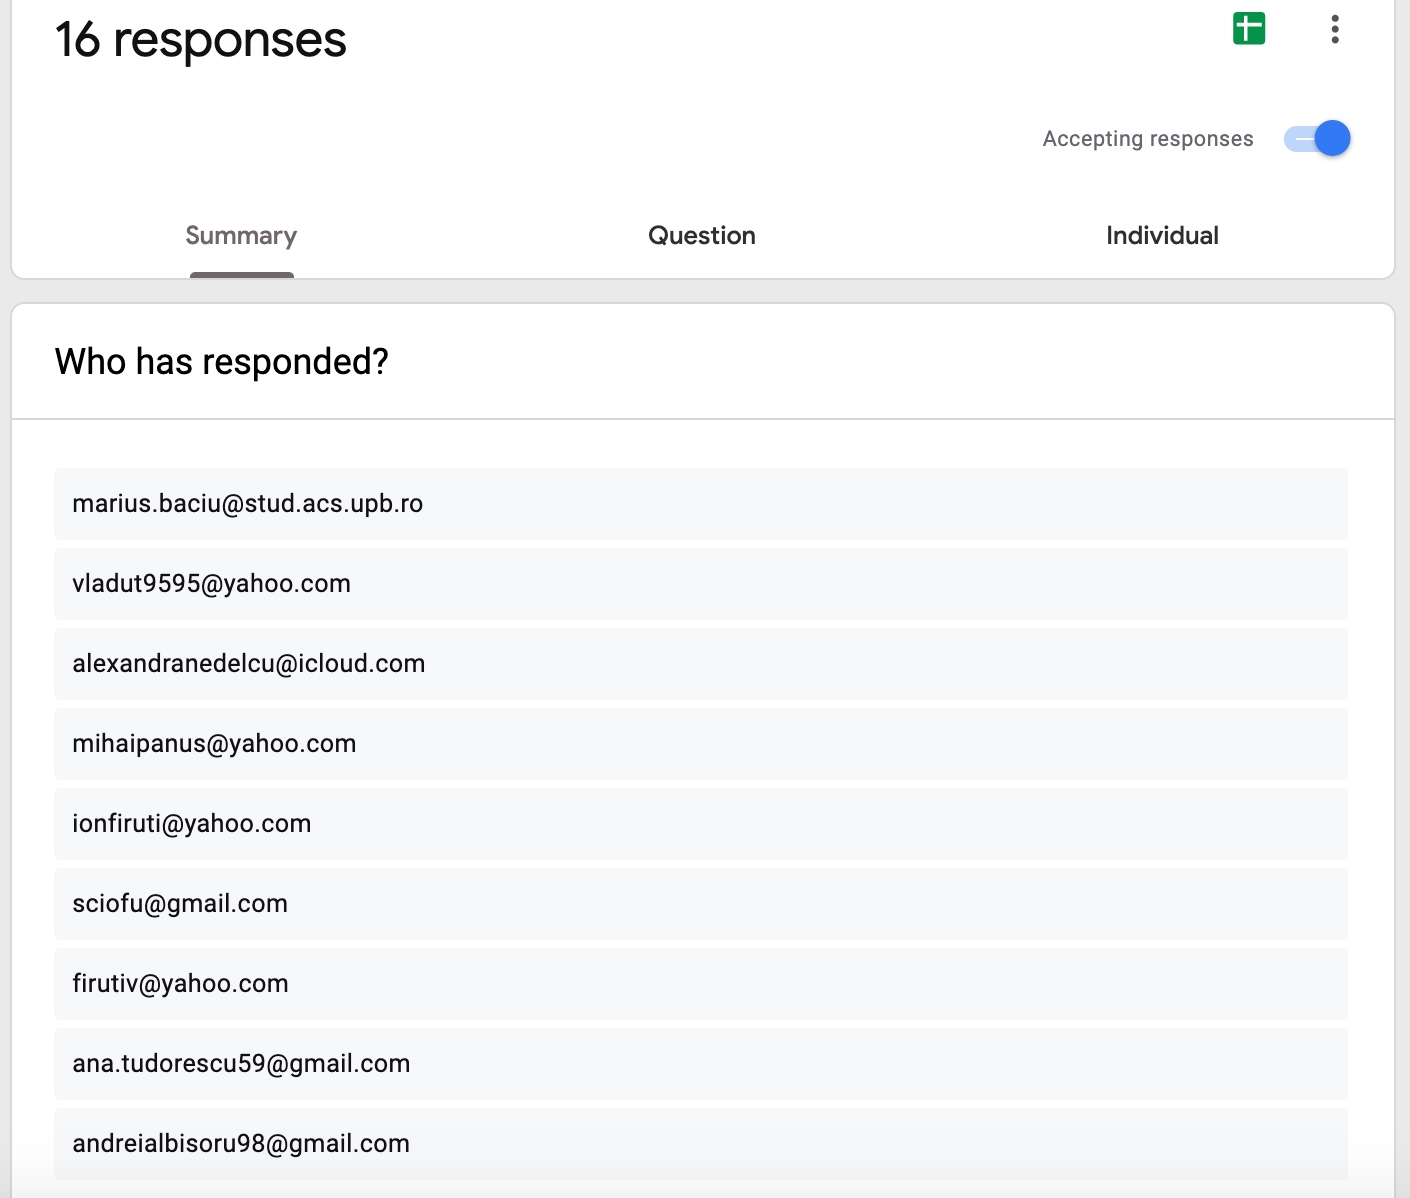 16 responses
Accepting responses
Summary
Question
Individual
Who has responded?
marius.baciu@stud.acs.upb.ro
vladut9595@yahoo.com
alexandranedelcu@icloud.com
mihaipanus@yahoo.com
ionfiruti@yahoo.com
sciofu@gmail.com
firutiv@yahoo.com
ana.tudorescu59@gmail.com
andreialbisoru98@gmail.com